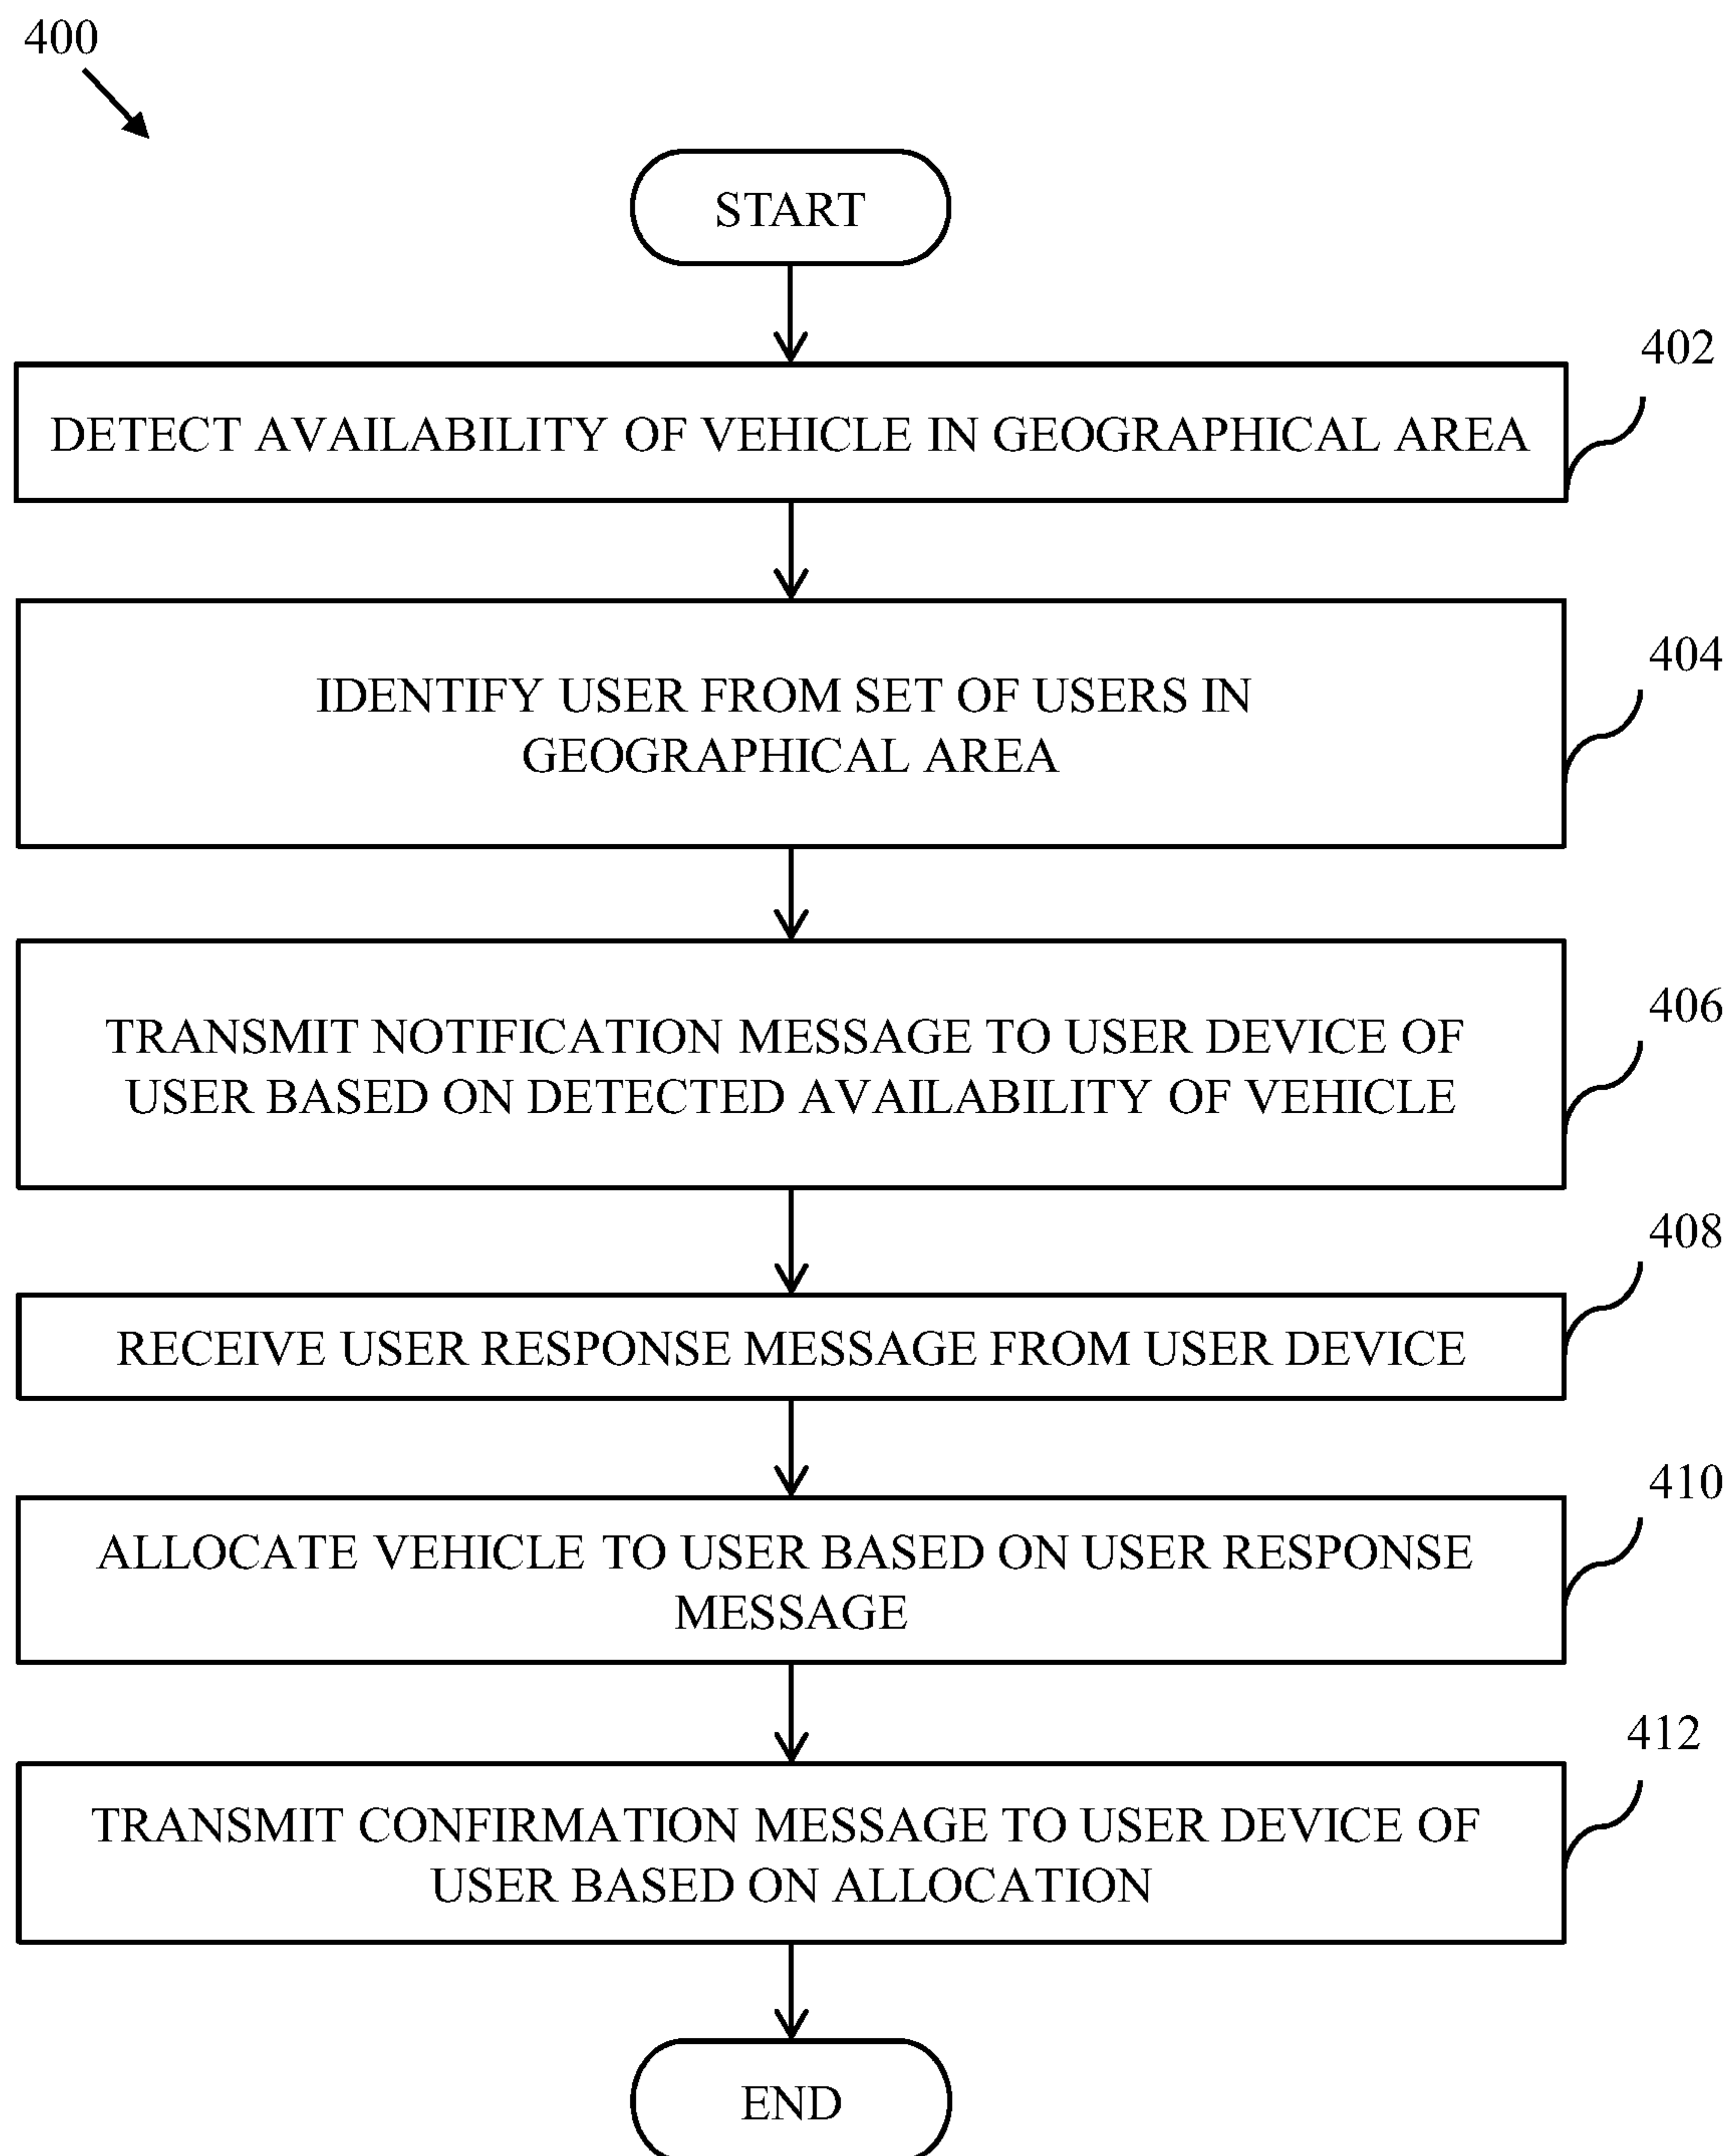 400
START
402
DETECT AVAILABILITY OF VEHICLE IN GEOGRAPHICAL AREA
404
IDENTIFY USER FROM SET OF USERS IN
GEOGRAPHICAL AREA
406
TRANSMIT NOTIFICATION MESSAGE TO USER DEVICE OF
USER BASED ON DETECTED AVAILABILITY OF VEHICLE
408
RECEIVE USER RESPONSE MESSAGE FROM USER DEVICE
410
ALLOCATE VEHICLE TO USER BASED ON USER RESPONSE
MESSAGE
412
TRANSMIT CONFIRMATION MESSAGE TO USER DEVICE OF
USER BASED ON ALLOCATION
END